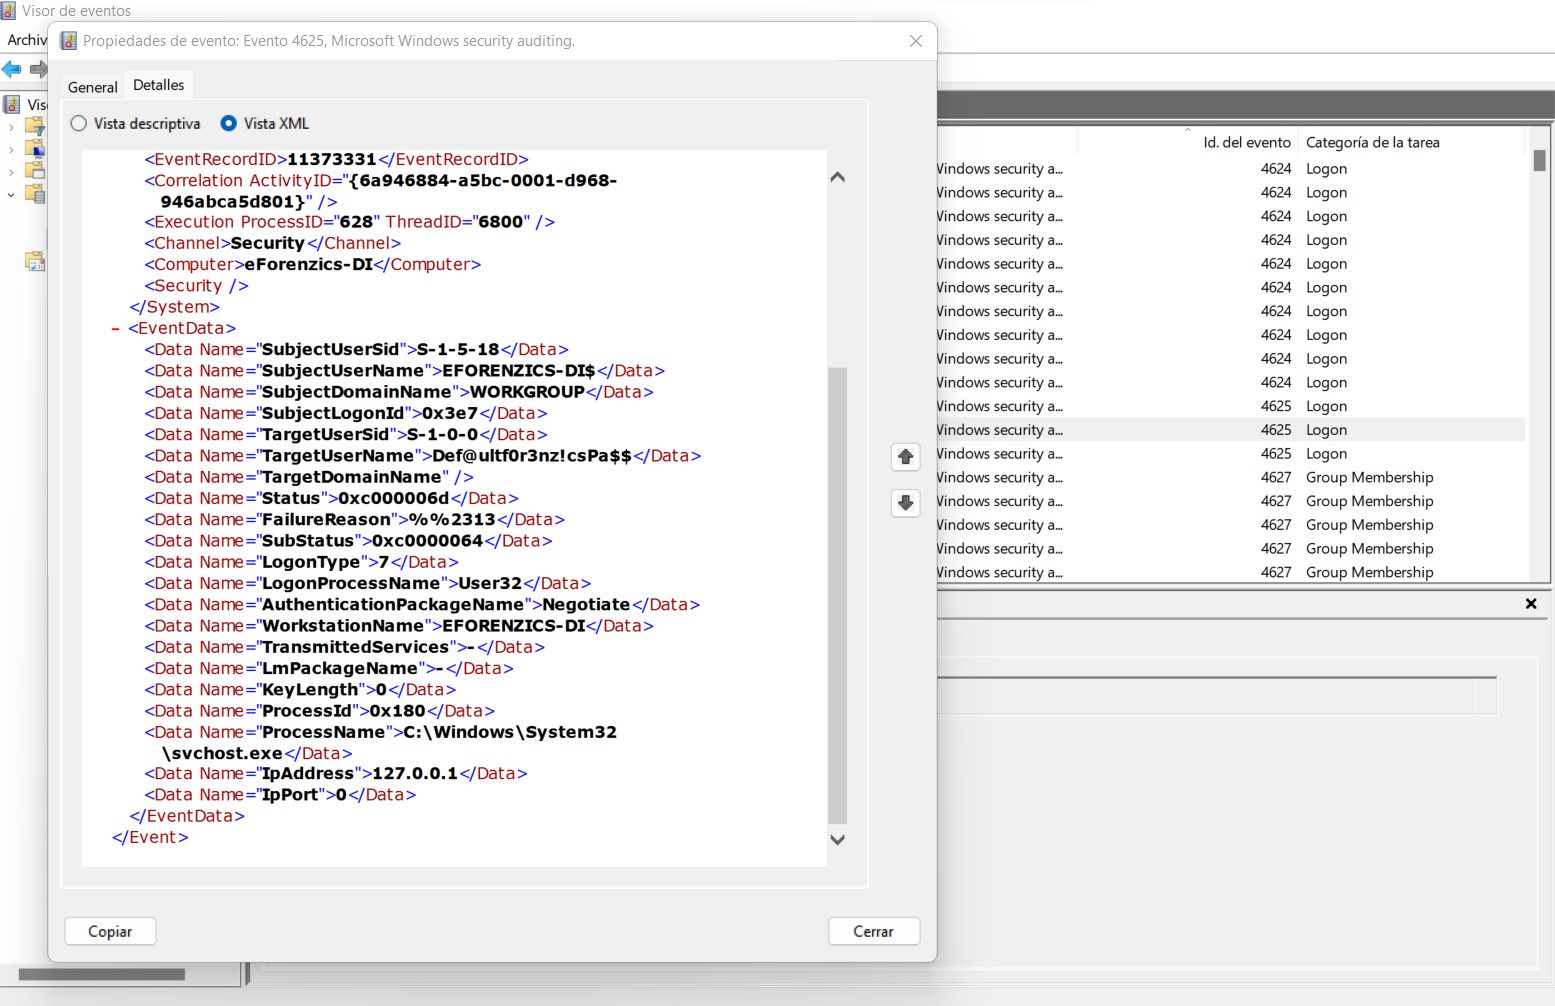 Visor de eventos
Archiv
Propiedades de evento: Evento 4625, Microsoft Windows security auditing.
General
Detalles
Vista descriptiva
Vista XML
Vis
<EventRecordID>11373331</EventRecordID>
<Correlation ActivityID="{6a946884-a5bc-0001-d968-
946abca5d801}" />
<Execution ProcessID="628" ThreadID="6800" />
<Channel>Security</Channel>
<Computer>eForenzics-DI</Computer>
<Security />
</System>
- <EventData>
<Data Name="SubjectUserSid">S-1-5-18</Data>
<Data Name="SubjectUserName">EFORENZICS-DI$</Data>
<Data Name="SubjectDomainName">WORKGROUP</Data>
<Data Name="SubjectLogonId">0x3e7</Data>
<Data Name="TargetUserSid">S-1-0-0</Data>
<Data Name="TargetUserName">Def@ultf0r3nz!csPa$$</Data>
<Data Name="TargetDomainName" />
<Data Name="Status">0xc000006d</Data>
<Data Name="FailureReason">%%2313</Data>
<Data Name="SubStatus">0xc0000064</Data>
<Data Name="LogonType">7</Data>
<Data Name="LogonProcessName">User32</Data>
<Data Name="AuthenticationPackageName">Negotiate</Data>
<Data Name="WorkstationName">EFORENZICS-DI</Data>
<Data Name="TransmittedServices">-</Data>
<Data Name="LmPackageName">-</Data>
<Data Name="KeyLength">0</Data>
<Data Name="ProcessId">0x180</Data>
<Data Name="ProcessName">C:\Windows\System32
\svchost.exe</Data>
<Data Name="IpAddress">127.0.0.1</Data>
<Data Name="IpPort">0</Data>
</EventData>
</Event>
Copiar
Cerrar
Id. del evento Categoría de la tarea
Windows security a... 4624 Logon
Windows security a... 4624 Logon
Windows security a... 4624 Logon
Windows security a... 4624 Logon
Windows security a... 4624 Logon
Windows security a... 4624 Logon
Windows security a... 4624 Logon
Windows security a... 4624 Logon
Windows security a... 4624 Logon
Windows security a... 4624 Logon
Windows security a... 4625 Logon
Windows security a... 4625 Logon
Windows security a... 4625 Logon
Windows security a... 4627 Group Membership
Windows security a... 4627 Group Membership
Windows security a... 4627 Group Membership
Windows security a... 4627 Group Membership
Windows security a... 4627 Group Membership